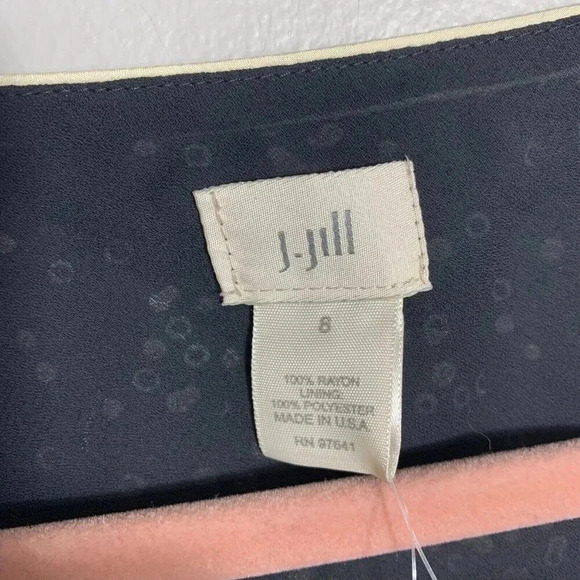 J.Jill
8
100% RAYON
LINING:
100% POLYESTER
MADE IN U.S.A.
RN 97641